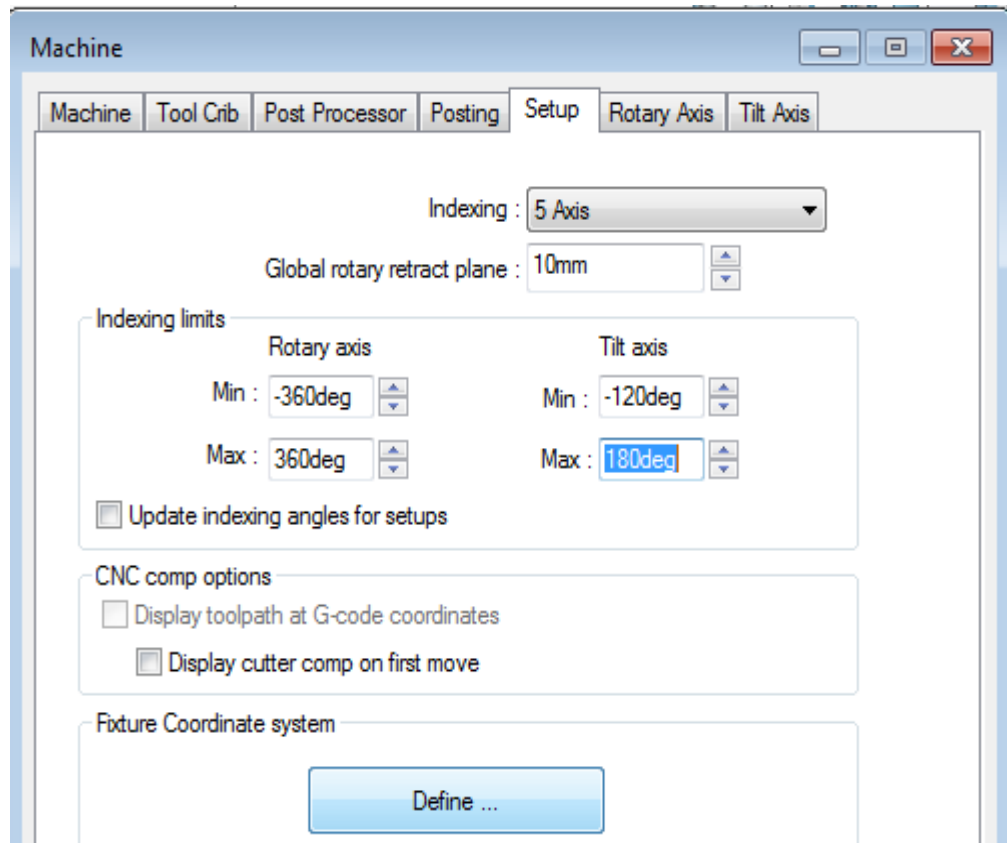 Machine
Machine Tool Crib Post Processor Posting Setup Rotary Axis Tilt Axis
Indexing : 5 Axis
Global rotary retract plane : 10mm
Indexing limits
Rotary axis Tilt axis
Min : -360deg Min : -120deg
Max : 360deg Max : 180deg
Update indexing angles for setups
CNC comp options
Display toolpath at G-code coordinates
Display cutter comp on first move
Fixture Coordinate system
Define ...